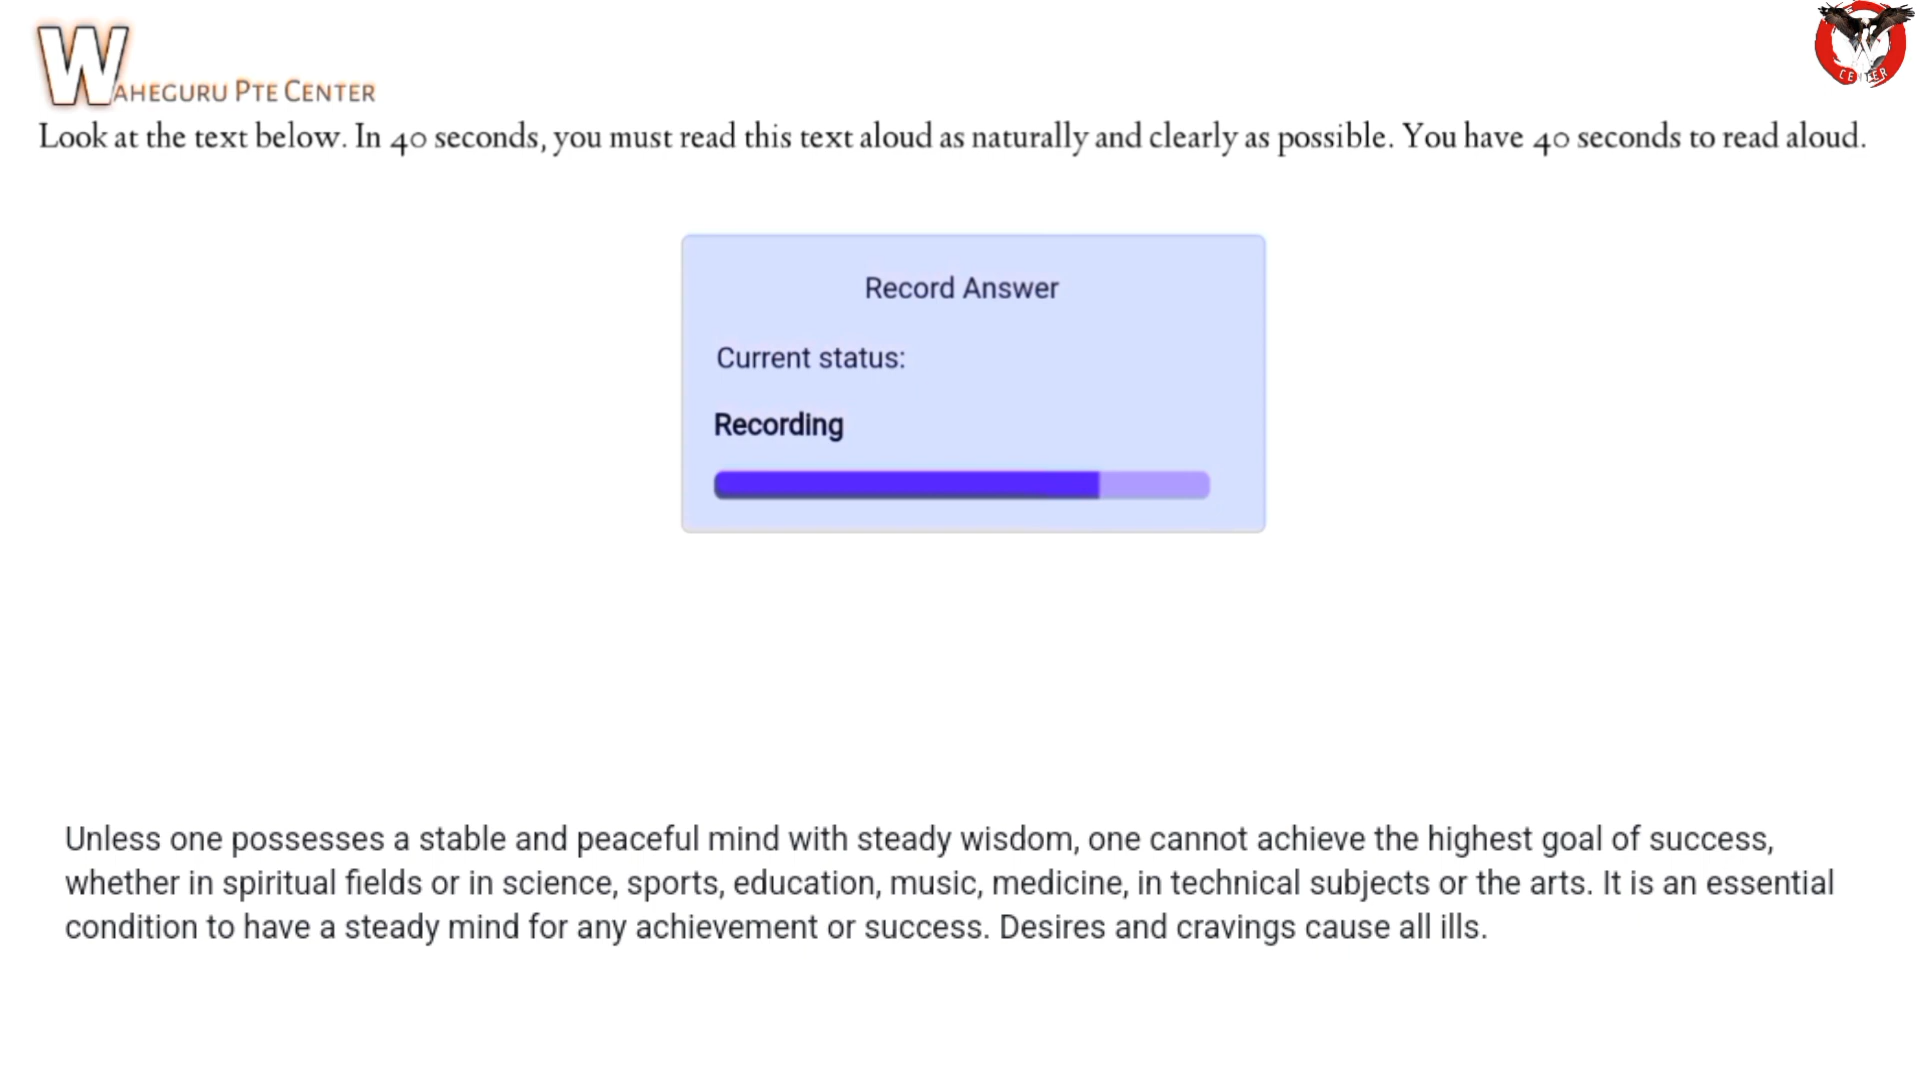 WAHEGURU PTE CENTER
CENTER
Look at the text below. In 40 seconds, you must read this text aloud as naturally and clearly as possible. You have 40 seconds to read aloud.
Record Answer
Current status:
Recording
Unless one possesses a stable and peaceful mind with steady wisdom, one cannot achieve the highest goal of success,
whether in spiritual fields or in science, sports, education, music, medicine, in technical subjects or the arts. It is an essential
condition to have a steady mind for any achievement or success. Desires and cravings cause all ills.